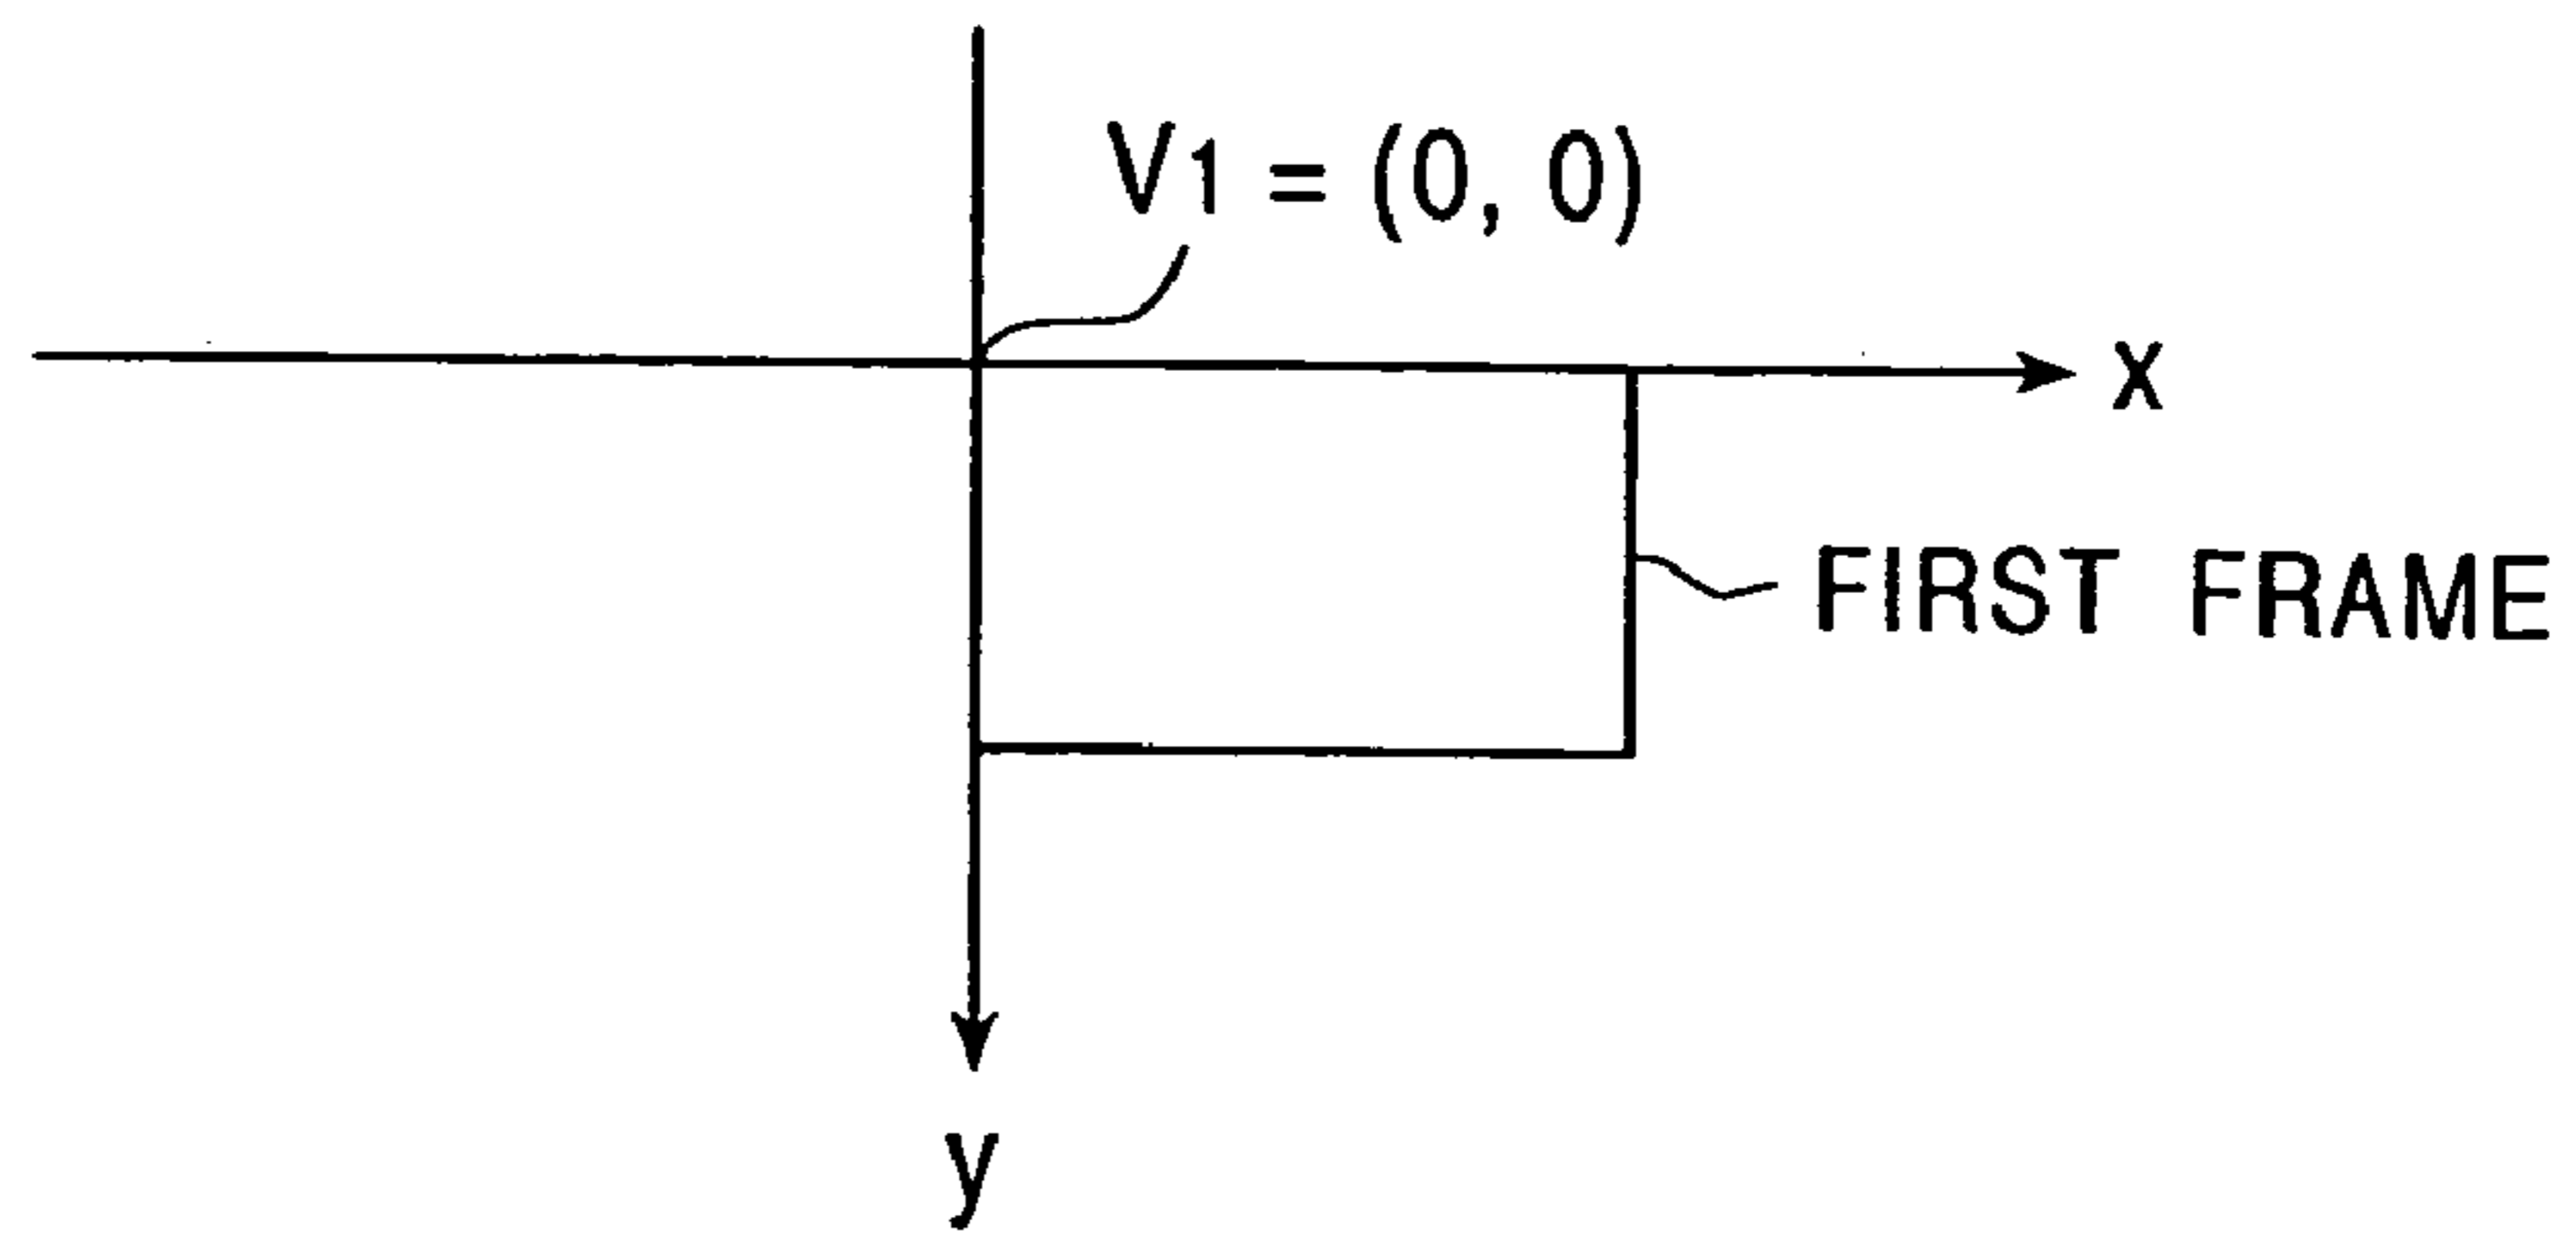 V1 = (0, 0)
x
FIRST FRAME
y